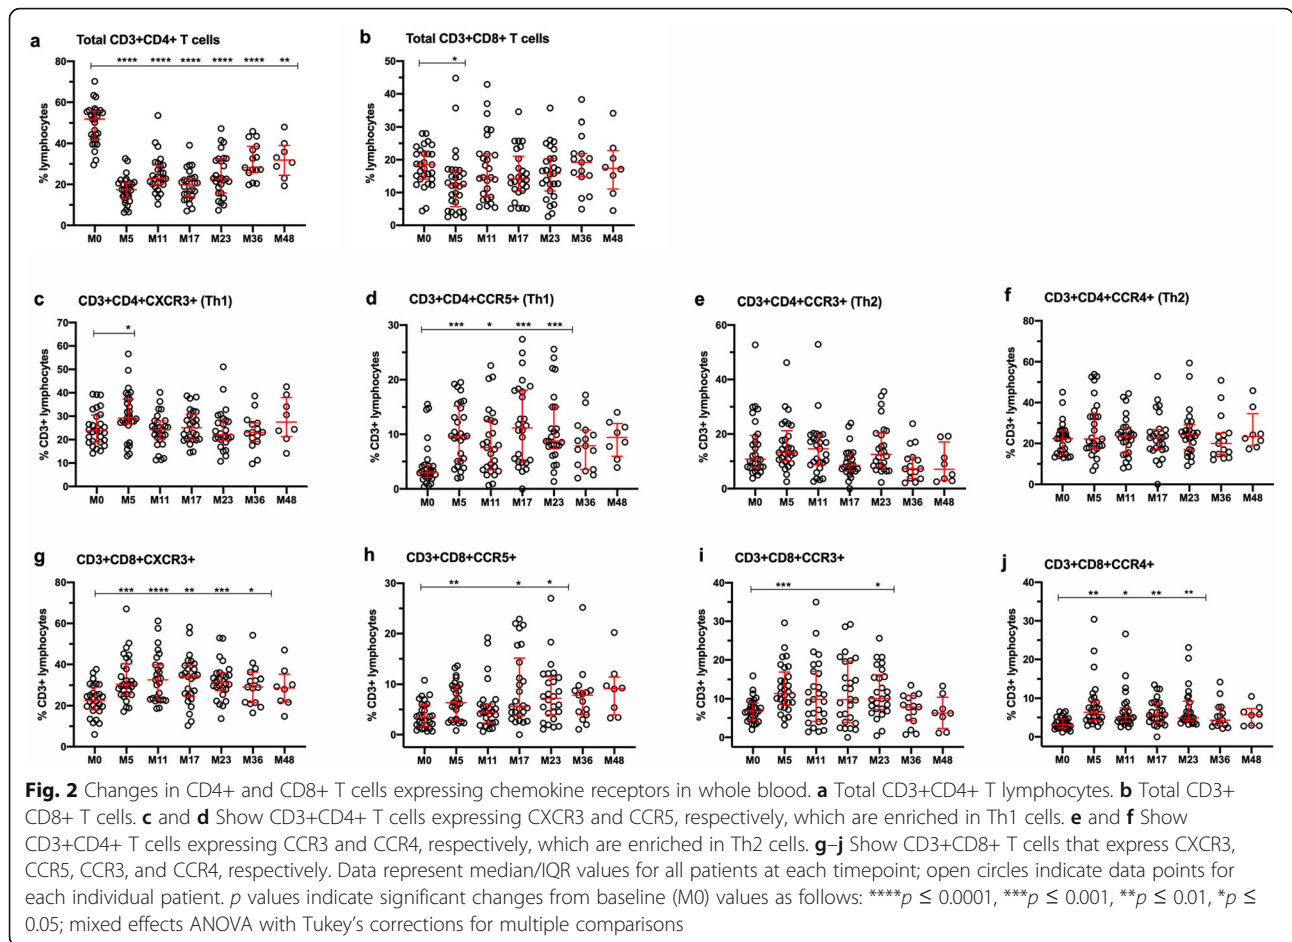 a Total CD3+CD4+ T cells
**** **** **** **** **** **
% lymphocytes
80
60
40
20
0
M0 M5 M11 M17 M23 M36 M48
b Total CD3+CD8+ T cells
*
% lymphocytes
50
40
30
20
10
0
M0 M5 M11 M17 M23 M36 M48
c CD3+CD4+CXCR3+ (Th1)
*
% CD3+ lymphocytes
70
60
50
40
30
20
10
0
M0 M5 M11 M17 M23 M36 M48
d CD3+CD4+CCR5+ (Th1)
*** * *** ***
% CD3+ lymphocytes
30
20
10
0
M0 M5 M11 M17 M23 M36 M48
e CD3+CD4+CCR3+ (Th2)
% CD3+ lymphocytes
60
40
20
0
M0 M5 M11 M17 M23 M36 M48
f CD3+CD4+CCR4+ (Th2)
% CD3+ lymphocytes
80
60
40
20
0
M0 M5 M11 M17 M23 M36 M48
g CD3+CD8+CXCR3+
*** **** ** *** *
% CD3+ lymphocytes
80
60
40
20
0
M0 M5 M11 M17 M23 M36 M48
h CD3+CD8+CCR5+
** * *
% CD3+ lymphocytes
30
20
10
0
M0 M5 M11 M17 M23 M36 M48
i CD3+CD8+CCR3+
*** *
% CD3+ lymphocytes
40
30
20
10
0
M0 M5 M11 M17 M23 M36 M48
j CD3+CD8+CCR4+
** * ** **
% CD3+ lymphocytes
40
30
20
10
0
M0 M5 M11 M17 M23 M36 M48
Fig. 2 Changes in CD4+ and CD8+ T cells expressing chemokine receptors in whole blood. a Total CD3+CD4+ T lymphocytes. b Total CD3+
CD8+ T cells. c and d Show CD3+CD4+ T cells expressing CXCR3 and CCR5, respectively, which are enriched in Th1 cells. e and f Show
CD3+CD4+ T cells expressing CCR3 and CCR4, respectively, which are enriched in Th2 cells. g–j Show CD3+CD8+ T cells that express CXCR3,
CCR5, CCR3, and CCR4, respectively. Data represent median/IQR values for all patients at each timepoint; open circles indicate data points for
each individual patient. p values indicate significant changes from baseline (M0) values as follows: ****p ≤ 0.0001, ***p ≤ 0.001, **p ≤ 0.01, *p ≤
0.05; mixed effects ANOVA with Tukey's corrections for multiple comparisons